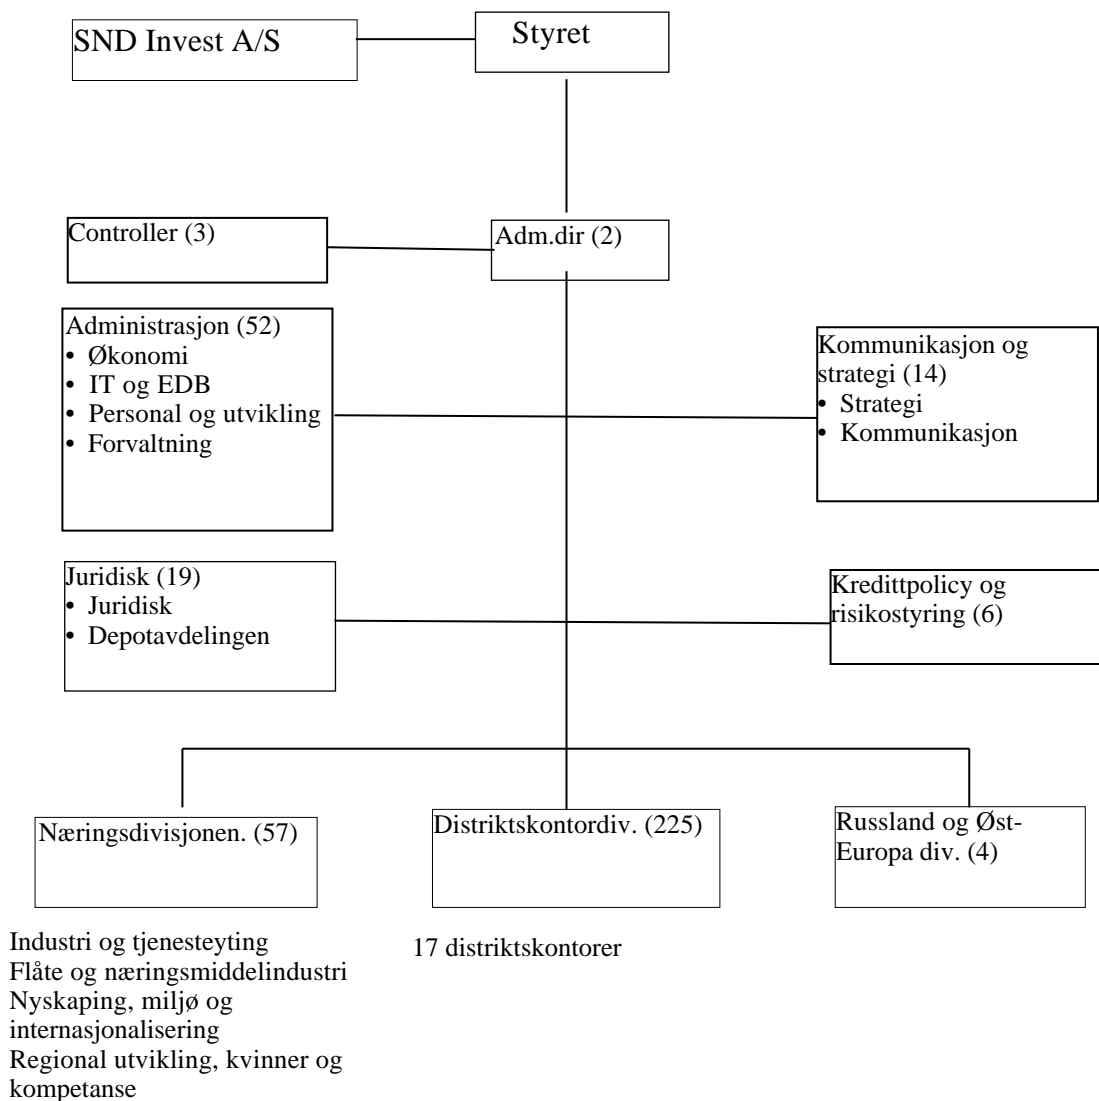 SND Invest A/S
Styret
Controller (3)
Adm.dir (2)
Administrasjon (52)
• Økonomi
• IT og EDB
• Personal og utvikling
• Forvaltning
Kommunikasjon og
strategi (14)
• Strategi
• Kommunikasjon
Juridisk (19)
• Juridisk
• Depotavdelingen
Kredittpolicy og
risikostyring (6)
Næringsdivisjonen. (57)
Distriktskontordiv. (225)
Russland og Øst-
Europa div. (4)
Industri og tjenesteyting
Flåte og næringsmiddelindustri
Nyskaping, miljø og
internasjonalisering
Regional utvikling, kvinner og
kompetanse
17 distriktskontorer